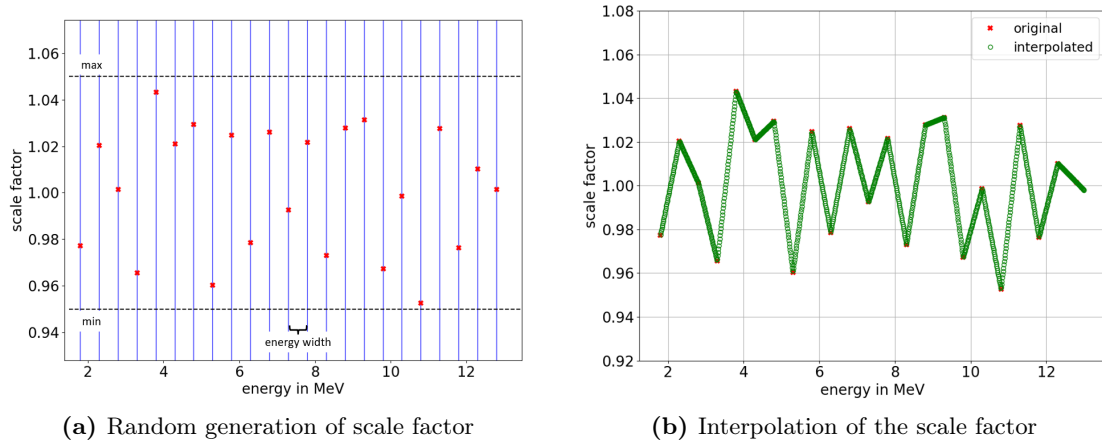 1.06
1.04
1.02
1.00
0.98
0.96
0.94
scale factor
max
min
energy width
2 4 6 8 10 12
energy in MeV
(a) Random generation of scale factor
1.08
1.06
1.04
1.02
1.00
0.98
0.96
0.94
0.92
scale factor
original
interpolated
2 4 6 8 10 12
energy in MeV
(b) Interpolation of the scale factor